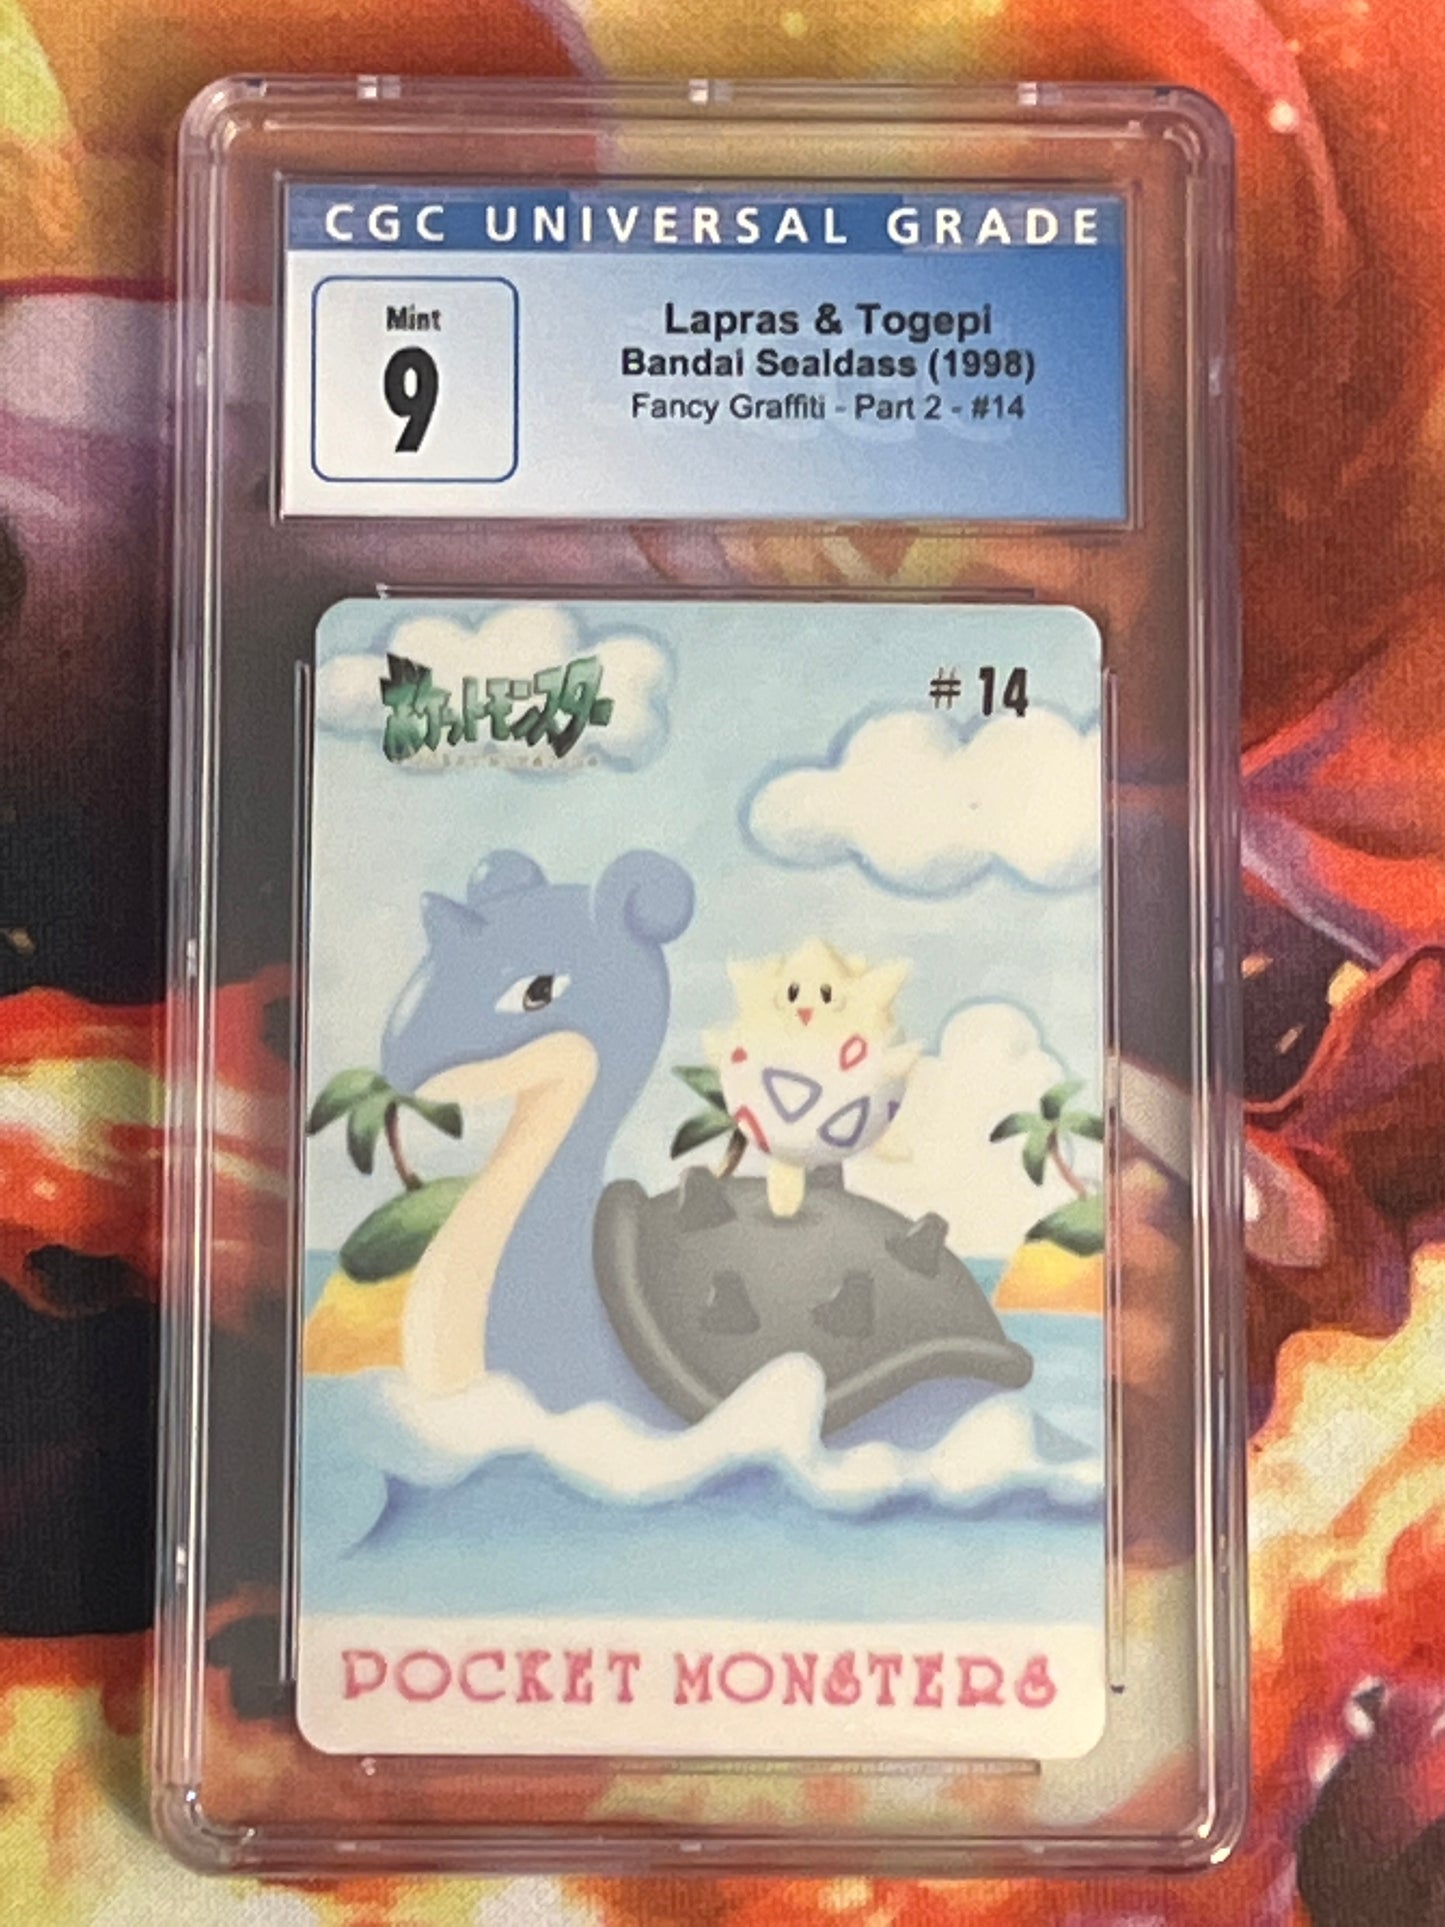 CGC UNIVERSAL GRADE
Mint
9
Lapras & Togepi
Bandai Sealdass (1998)
Fancy Graffiti - Part 2 - #14
ポケットモンスター
#14
POCKET MONSTERS